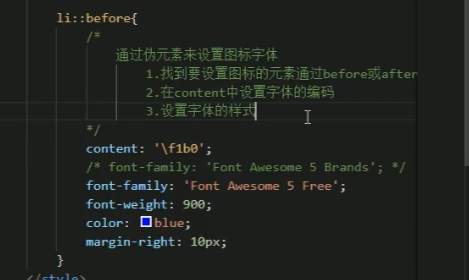 li::before{
/*
通过伪元素来设置图标字体
1.找到要设置图标的元素通过before或after
2.在content中设置字体的编码
3.设置字体的样式
*/
content: '\f1b0';
/* font-family: 'Font Awesome 5 Brands'; */
font-family: 'Font Awesome 5 Free';
font-weight: 900;
color: blue;
margin-right: 10px;
}
</style>